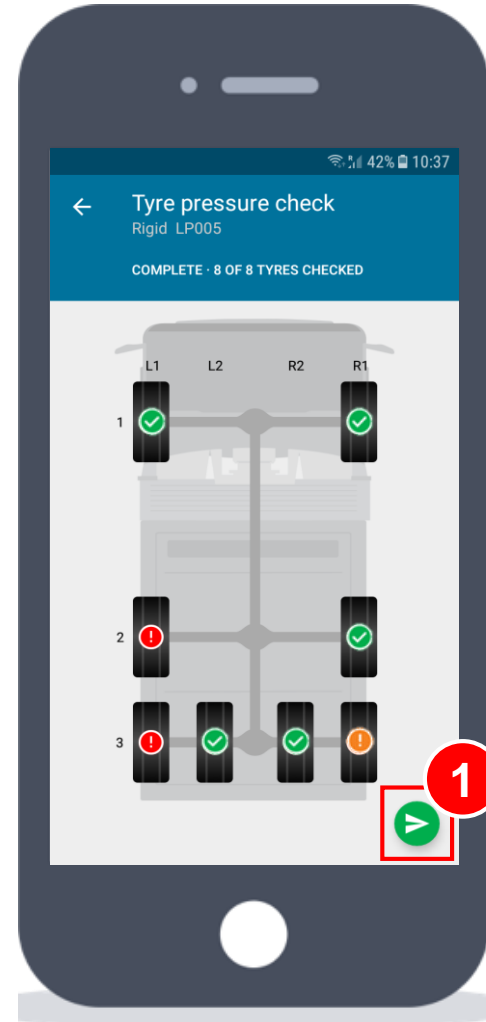 42% 10:37
Tyre pressure check
Rigid LP005
COMPLETE · 8 OF 8 TYRES CHECKED
L1 L2 R2 R1
1
2
3
1